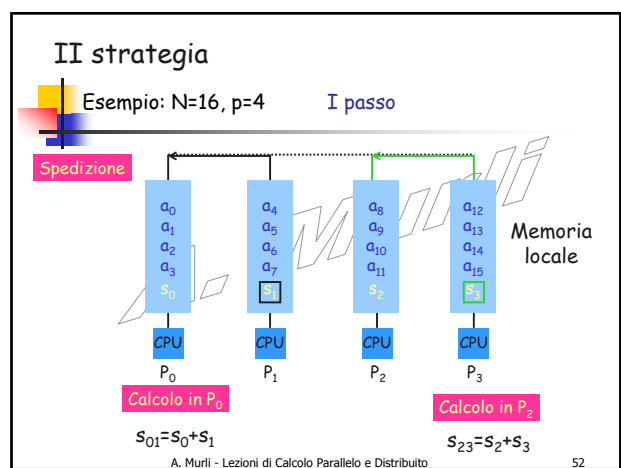 II strategia
Esempio: N=16, p=4 I passo
Spedizione
a₀ a₄ a₈ a₁₂
a₁ a₅ a₉ a₁₃
a₂ a₆ a₁₀ a₁₄
a₃ a₇ a₁₁ a₁₅
s₀ s₁ s₂ s₃
Memoria
locale
CPU CPU CPU CPU
P₀ P₁ P₂ P₃
Calcolo in P₀ Calcolo in P₂
s₀₁=s₀+s₁ s₂₃=s₂+s₃
A. Murli
A. Murli - Lezioni di Calcolo Parallelo e Distribuito 52